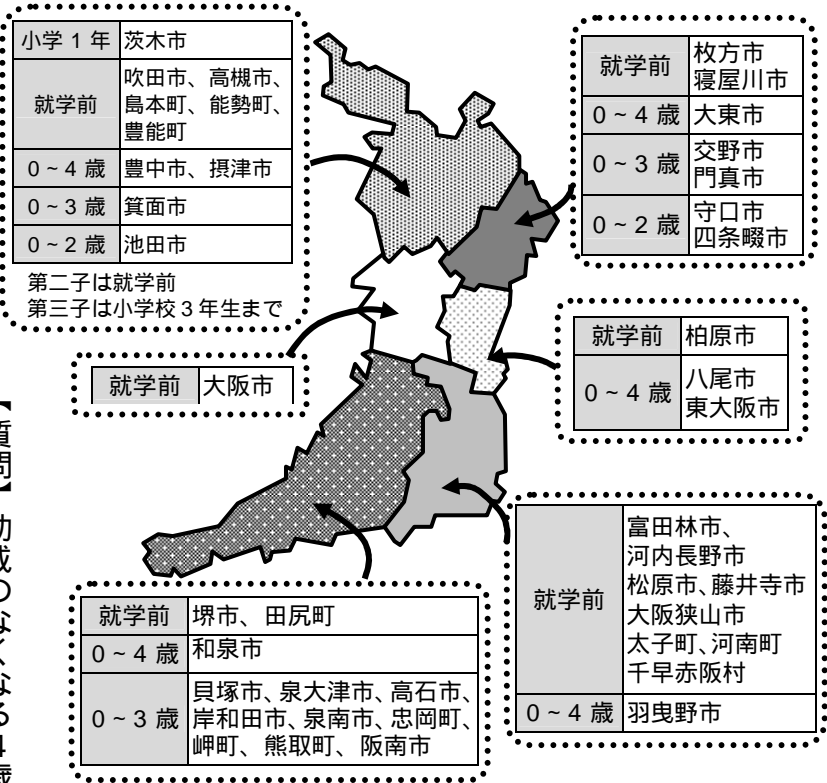 小学1年 茨木市
就学前 吹田市、高槻市、
島本町、能勢町、
豊能町
0~4歳 豊中市、摂津市
0~3歳 箕面市
0~2歳 池田市
第二子は就学前
第三子は小学校3年生まで
就学前 枚方市
寝屋川市
0~4歳 大東市
0~3歳 交野市
門真市
0~2歳 守口市
四条畷市
就学前 大阪市
就学前 柏原市
0~4歳 八尾市
東大阪市
就学前 堺市、田尻町
0~4歳 和泉市
0~3歳 貝塚市、泉大津市、高石市、
岸和田市、泉南市、忠岡町、
岬町、熊取町、阪南市
就学前 富田林市、
河内長野市
松原市、藤井寺市
大阪狭山市
太子町、河南町
千早赤阪村
0~4歳 羽曳野市
【質問】助成のなくなる4歳